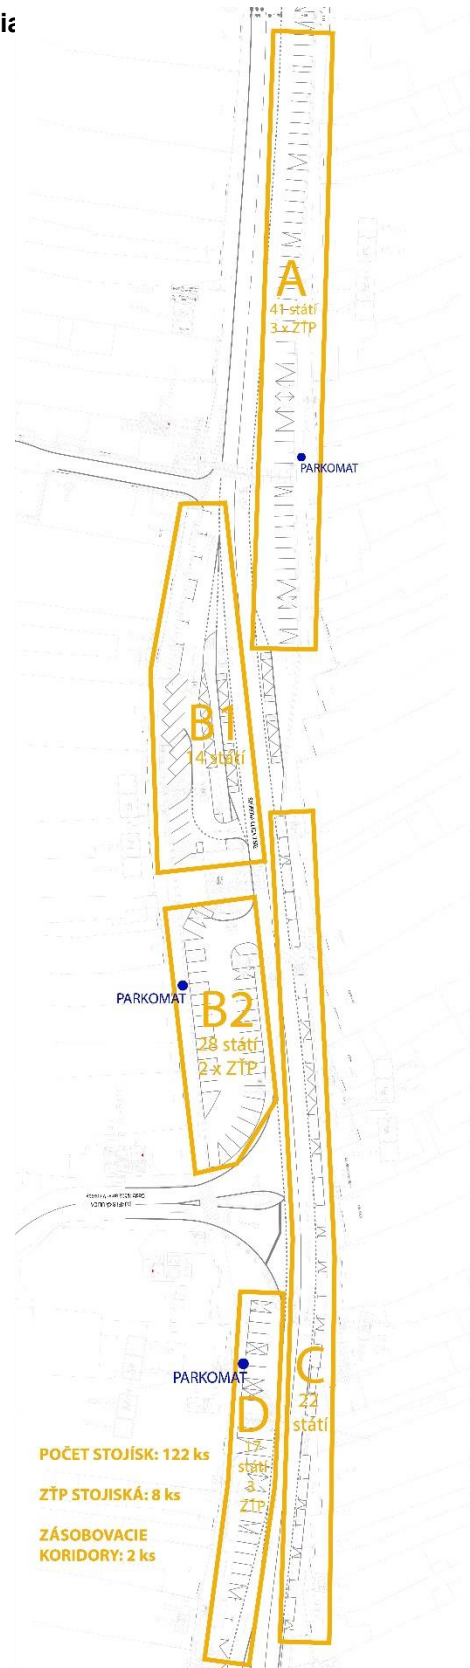 A
41 státí
3 x ZŤP
PARKOMAT
B1
14 státí
PARKOMAT
B2
28 státí
2 x ZŤP
C
22
státí
PARKOMAT
D
17
státí
3
ZŤP
POČET STOJÍSK: 122 ks
ZŤP STOJISKÁ: 8 ks
ZÁSOBOVACIE
KORIDORY: 2 ks